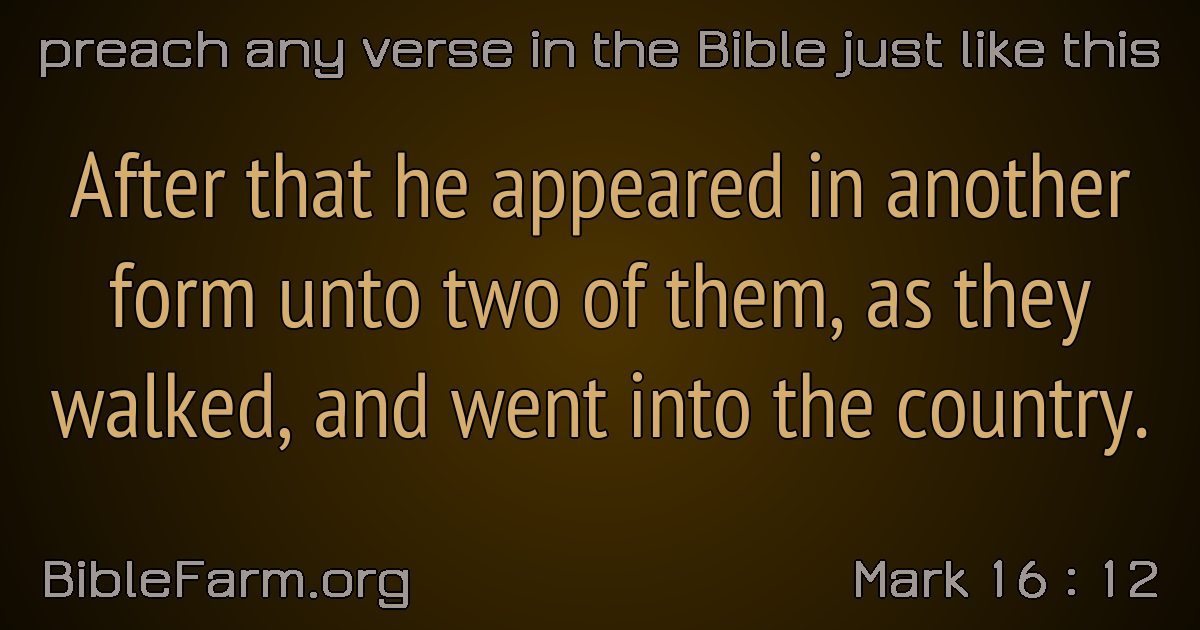 preach any verse in the Bible just like this
After that he appeared in another
form unto two of them, as they
walked, and went into the country.
BibleFarm.org
Mark 16 : 12